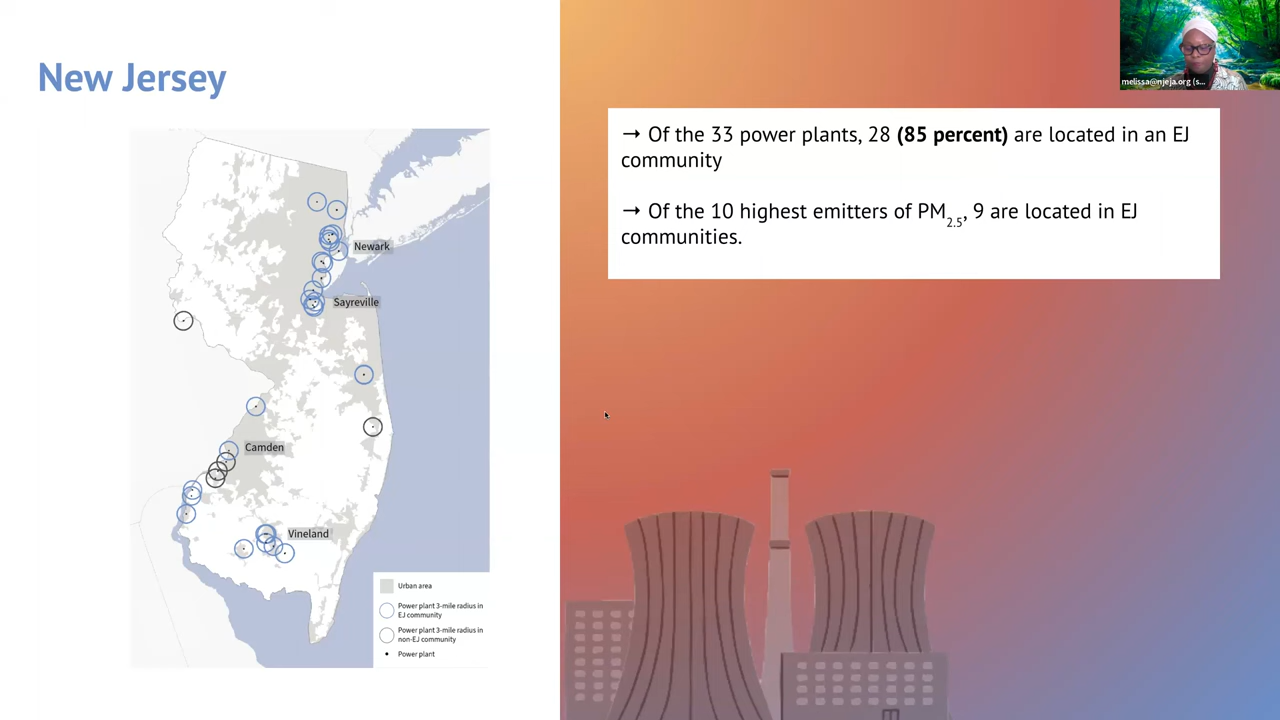 New Jersey
melissa@njeja.org (s...
→ Of the 33 power plants, 28 (85 percent) are located in an EJ
community
→ Of the 10 highest emitters of PM2.5, 9 are located in EJ
communities.
Newark
Sayreville
Camden
Vineland
Urban area
Power plant 3-mile radius in
EJ community
Power plant 3-mile radius in
non-EJ community
Power plant